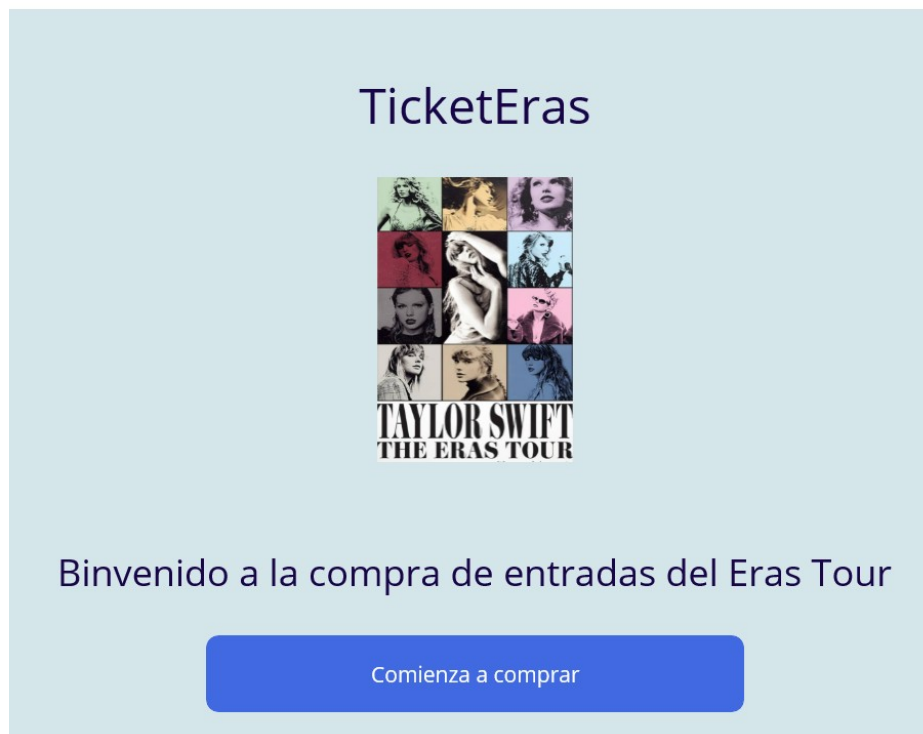 TicketEras
TAYLOR SWIFT
THE ERAS TOUR
Binvenido a la compra de entradas del Eras Tour
Comienza a comprar